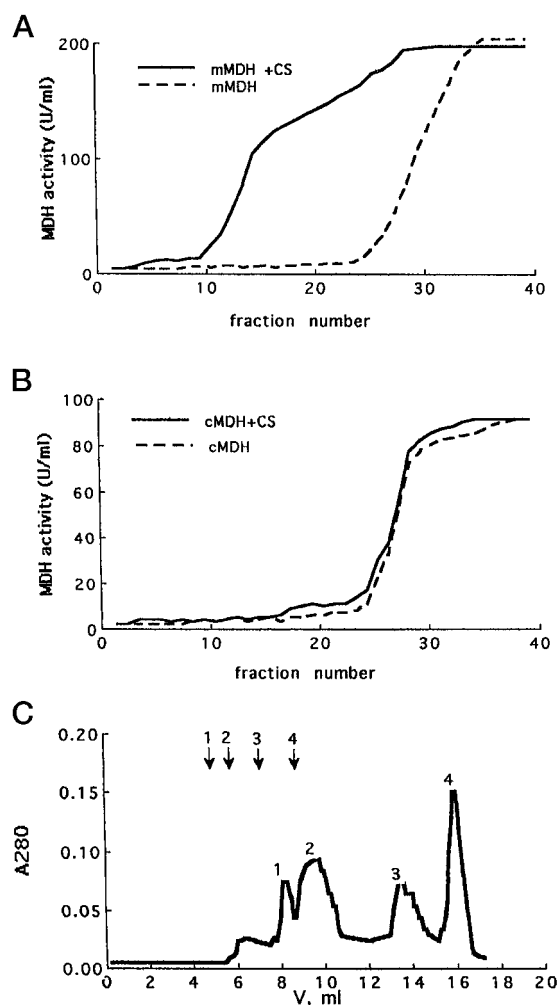 A
200
100
0
MDH activity (U/ml)
mMDH +CS
mMDH
0 10 20 30 40
fraction number
B
100
80
60
40
20
0
MDH activity (U/ml)
cMDH+CS
cMDH
0 10 20 30 40
fraction number
C
0.20
0.15
0.10
0.05
0.00
A280
1 2 3 4
1
2
3
4
0 2 4 6 8 10 12 14 16 18 20
V, ml